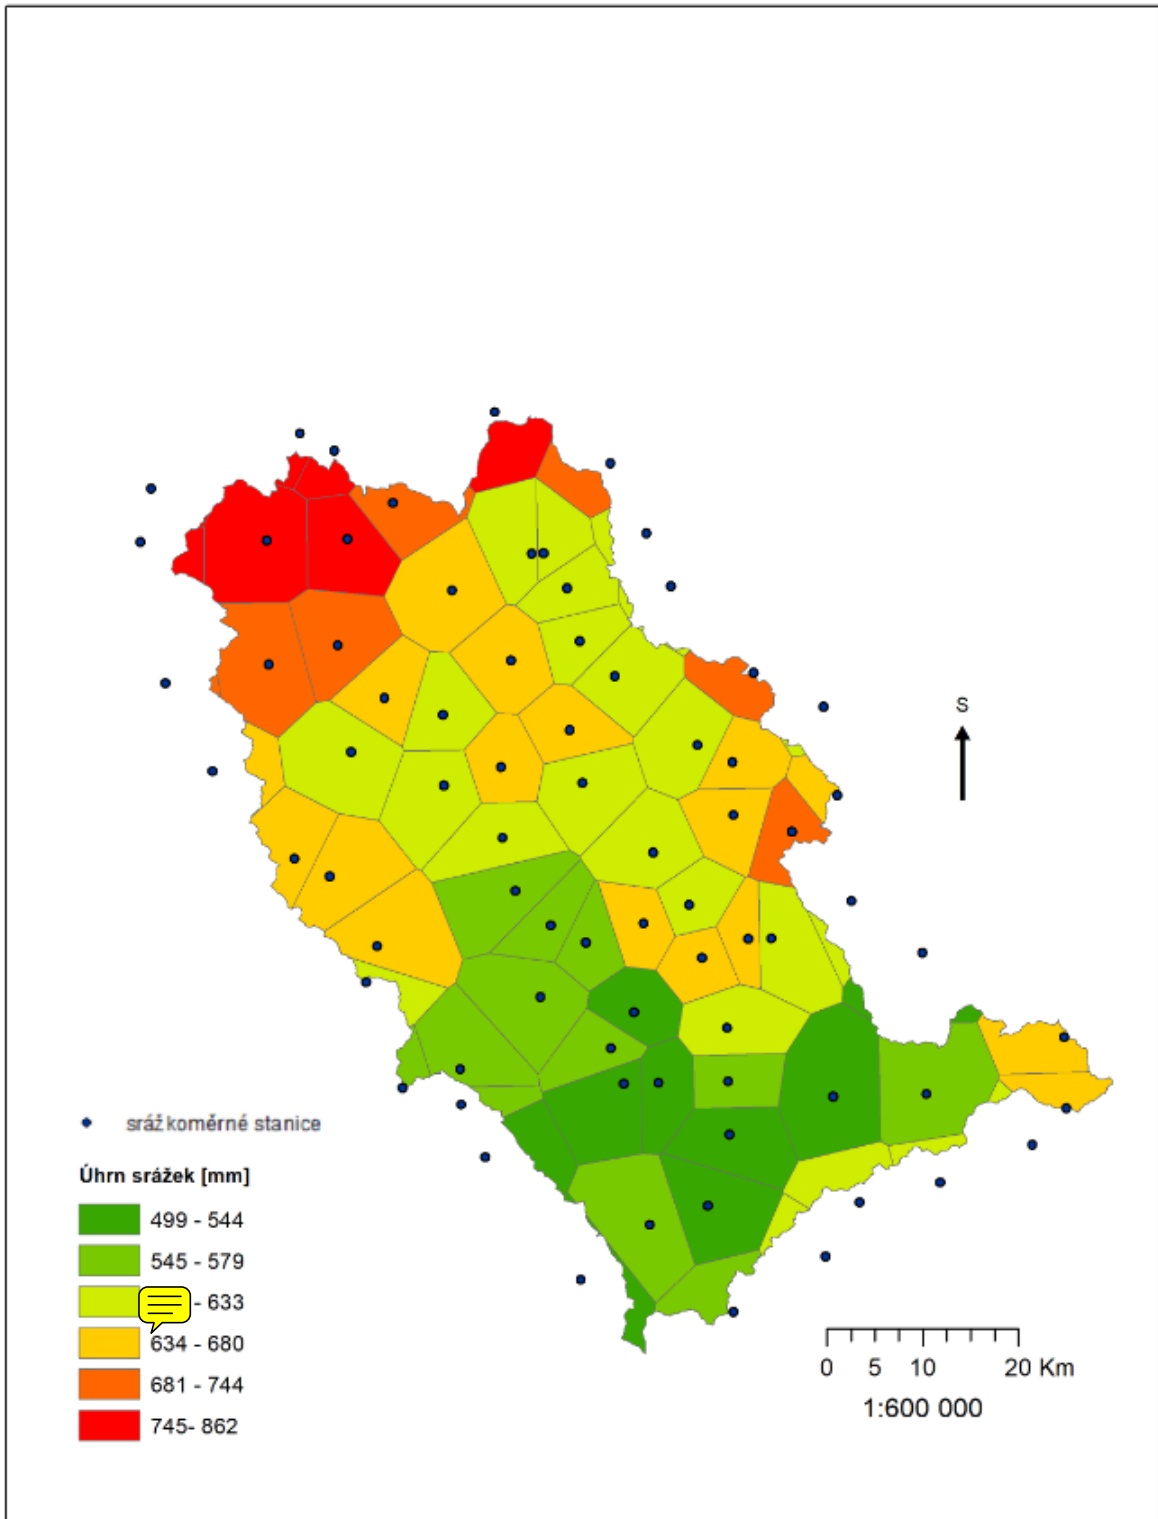 S
srážkoměrné stanice
Úhrn srážek [mm]
499 - 544
545 - 579
- 633
634 - 680
681 - 744
745- 862
0 5 10 20 Km
1:600 000